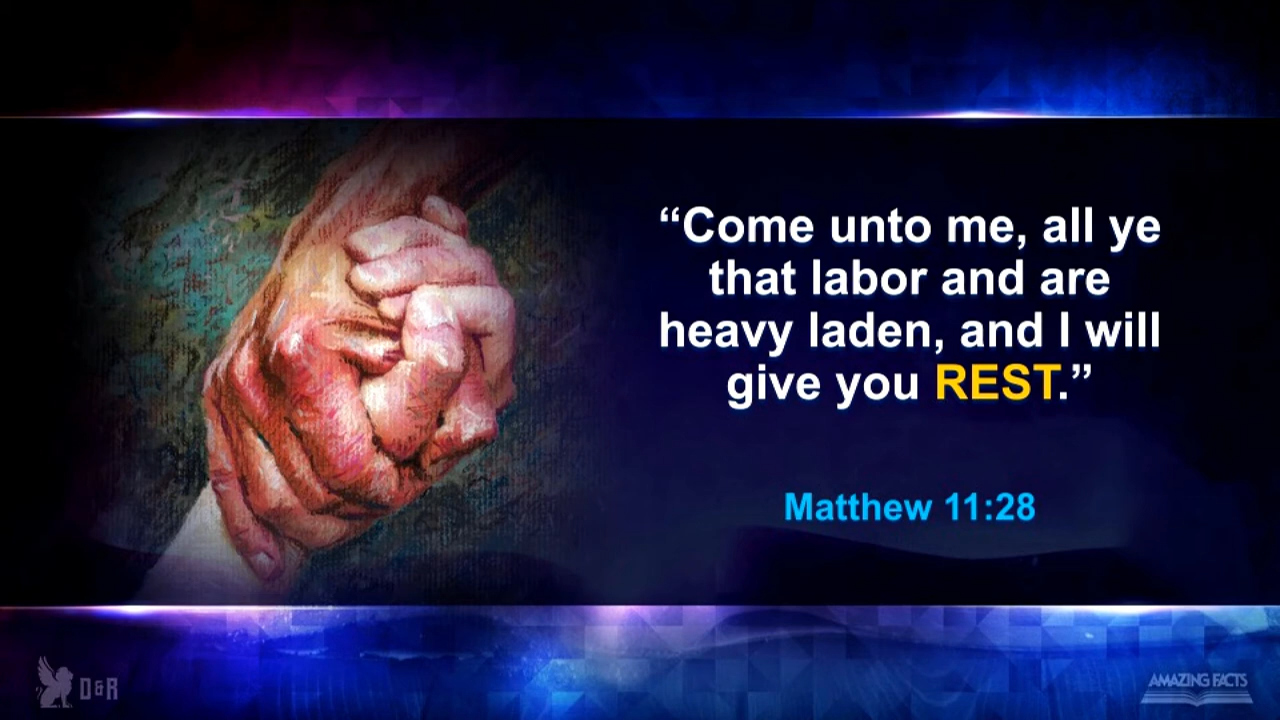 “Come unto me, all ye
that labor and are
heavy laden, and I will
give you REST.”
Matthew 11:28
D&R
AMAZING FACTS